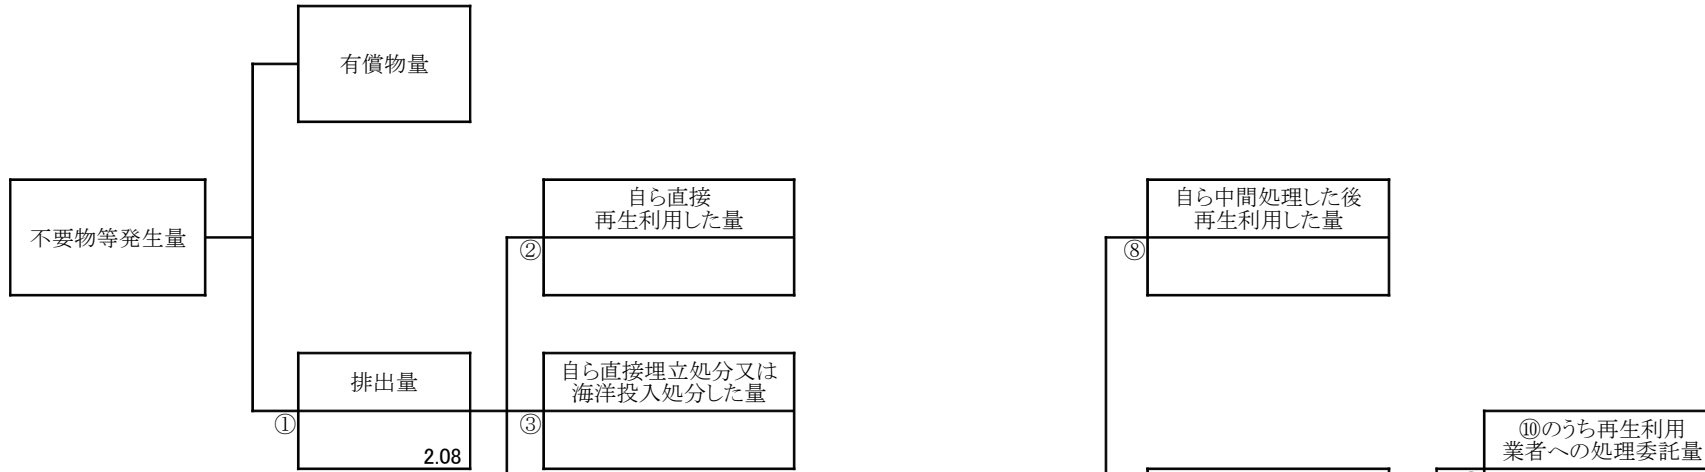 有償物量
不要物等発生量
自ら直接
再生利用した量
②
自ら中間処理した後
再生利用した量
⑧
排出量
①
2.08
自ら直接埋立処分又は
海洋投入処分した量
③
⑩のうち再生利用
業者への処理委託量